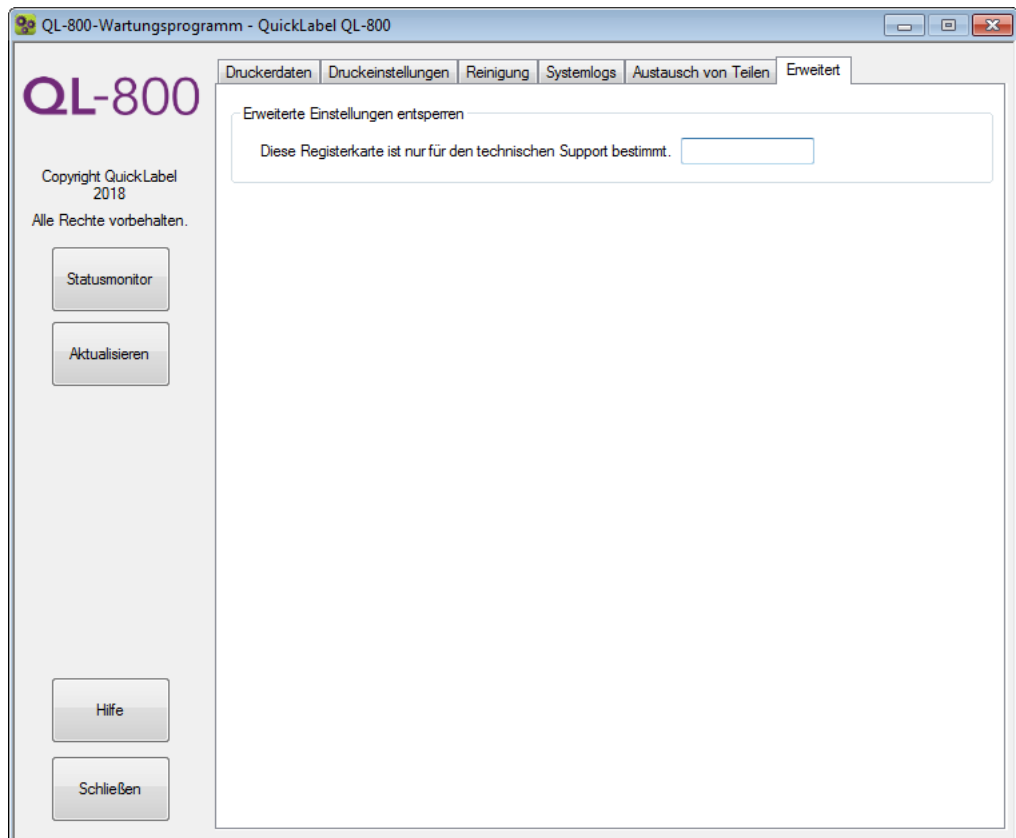 QL-800-Wartungsprogramm - QuickLabel QL-800
QL-800
Copyright QuickLabel
2018
Alle Rechte vorbehalten.
Statusmonitor
Aktualisieren
Hilfe
Schließen
Druckerdaten
Druckeinstellungen
Reinigung
Systemlogs
Austausch von Teilen
Erweitert
Erweiterte Einstellungen entsperren
Diese Registerkarte ist nur für den technischen Support bestimmt.